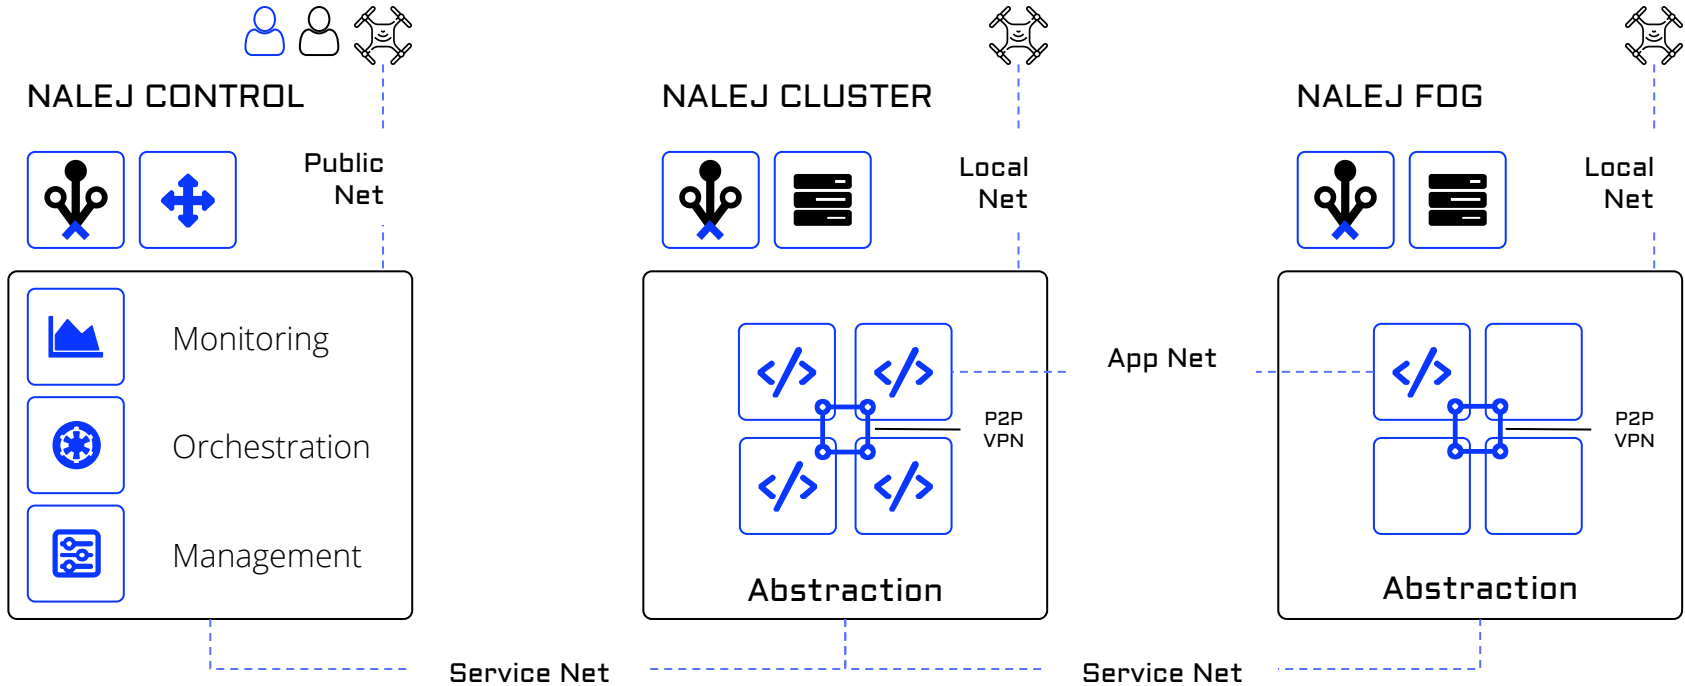 NALEJ CONTROL
NALEJ CLUSTER
NALEJ FOG
Public
Net
Local
Net
Local
Net
Monitoring
Orchestration
Management
App Net
P2P
VPN
P2P
VPN
Abstraction
Abstraction
Service Net
Service Net